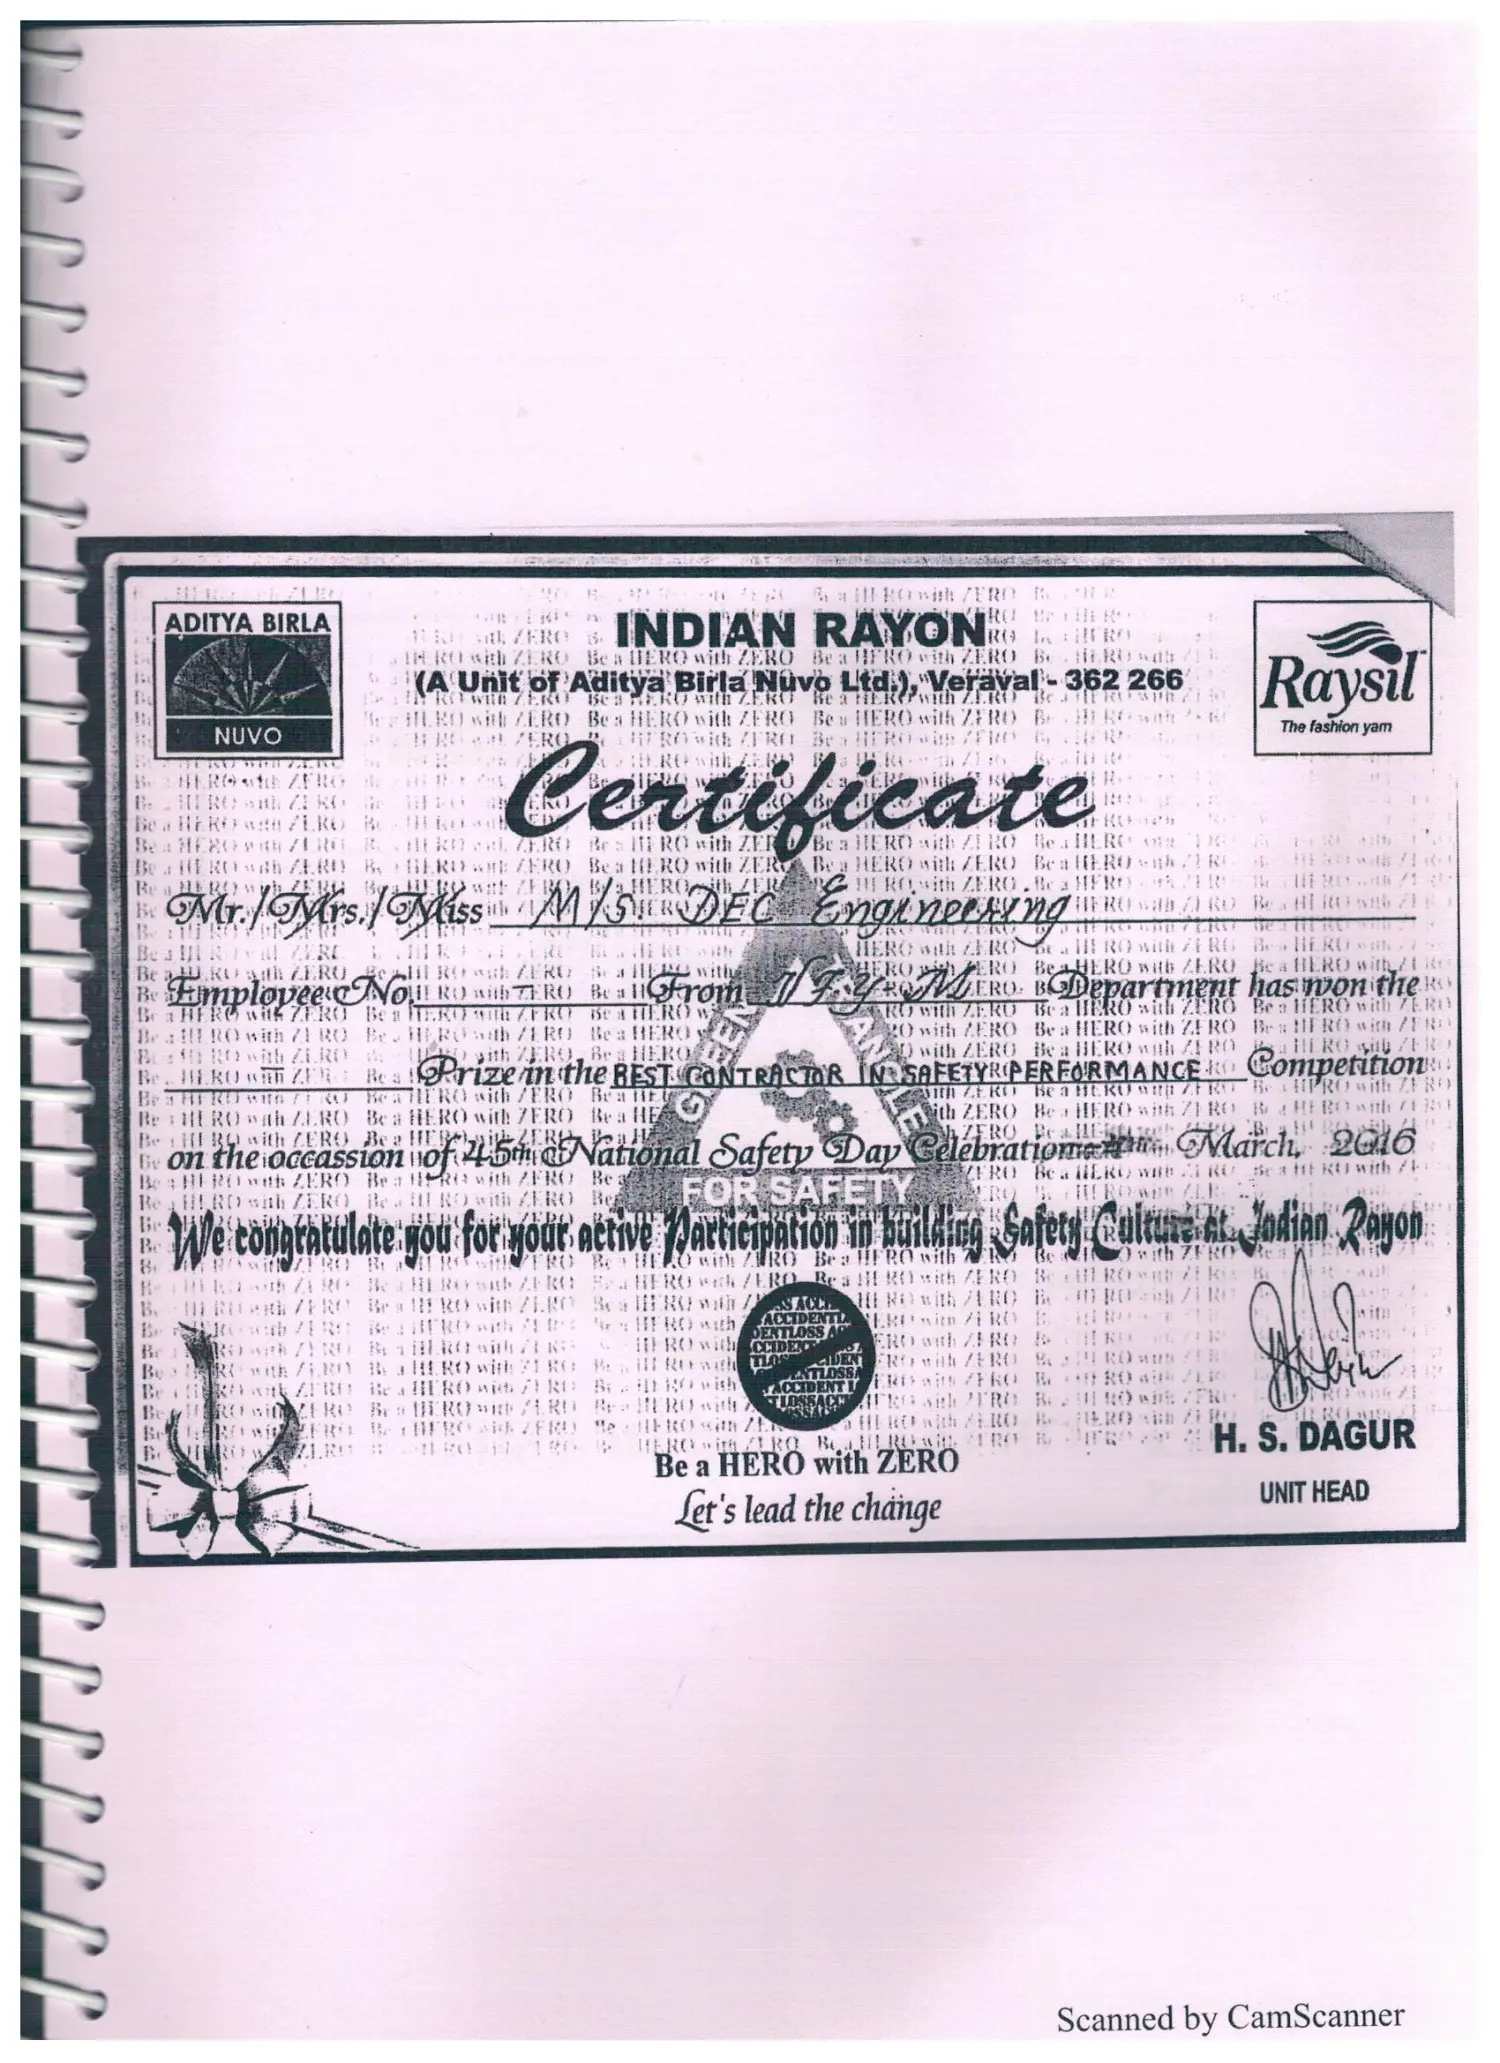 ADITYA BIRLA
NUVO
INDIAN RAYON
(A Unit of Aditya Birla Nuvo Ltd.), Veraval - 362 266
Raysil
The fashion yarn
Certificate
Mr./Mrs./Miss M/S. DEC Engineering
Employee No. - From Department has won the
- Prize in the BEST CONTRACTOR IN SAFETY PERFORMANCE Competition
on the occassion of 45th National Safety Day Celebration March, 2016
GREEN TRIANGLE
FOR SAFETY
We congratulate you for your active Participation in building Safety Culture at Indian Rayon
Be a HERO with ZERO
Let's lead the change
H. S. DAGUR
UNIT HEAD
Scanned by CamScanner